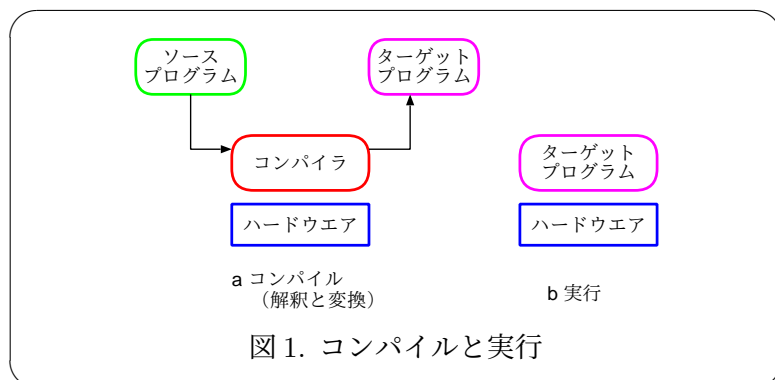 ソース
プログラム
ターゲット
プログラム
コンパイラ
ターゲット
プログラム
ハードウエア
ハードウエア
a コンパイル
（解釈と変換）
b 実行
図 1. コンパイルと実行